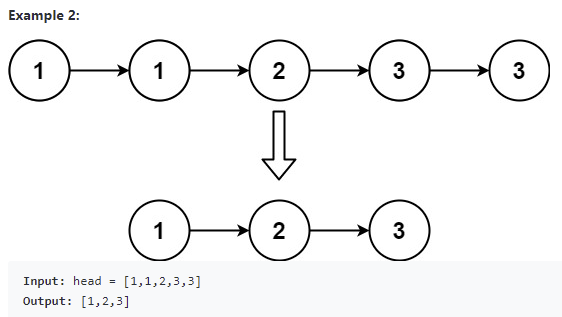 Example 2:
1 1 2 3 3
1 2 3
Input: head = [1,1,2,3,3]
Output: [1,2,3]